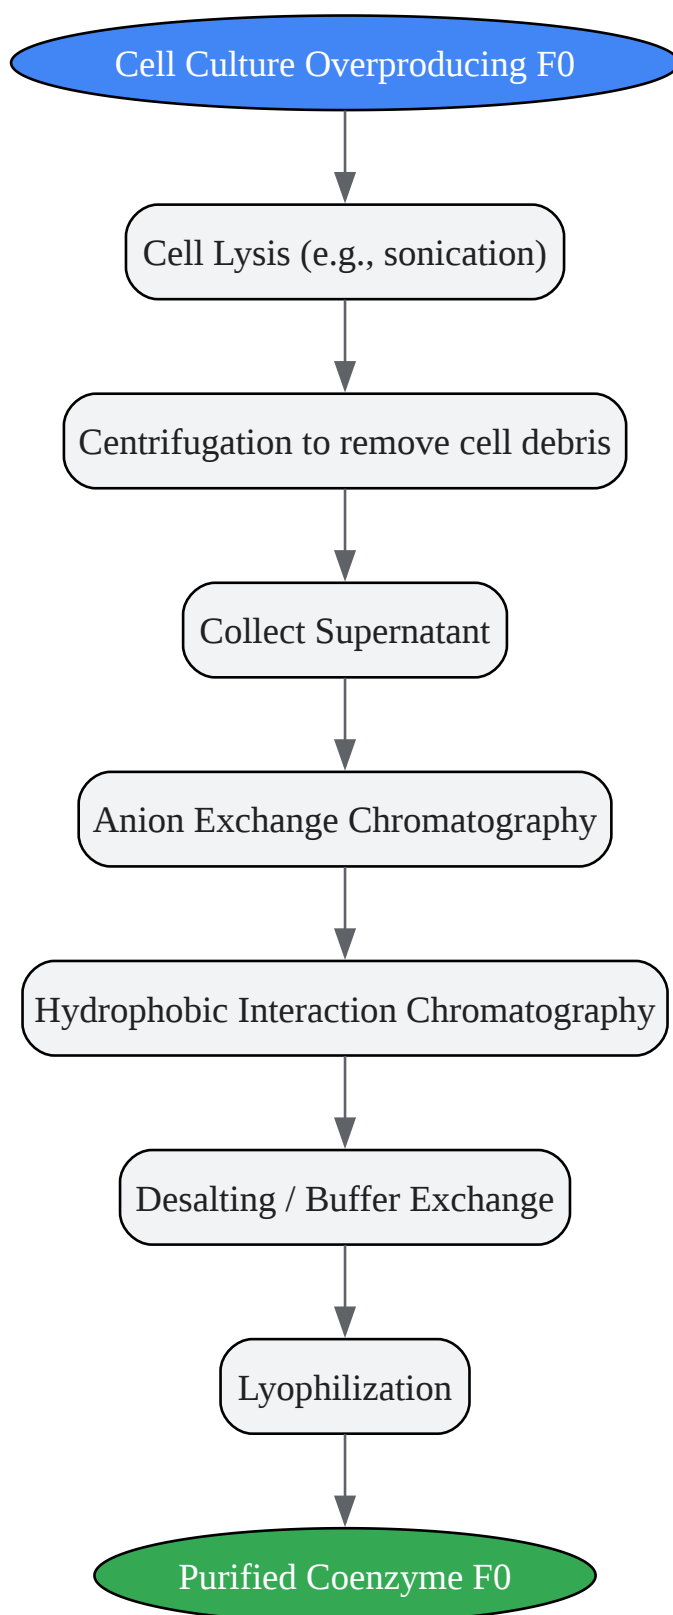 Cell Culture Overproducing F0
Cell Lysis (e.g., sonication)
Centrifugation to remove cell debris
Collect Supernatant
Anion Exchange Chromatography
Hydrophobic Interaction Chromatography
Desalting / Buffer Exchange
Lyophilization
Purified Coenzyme F0